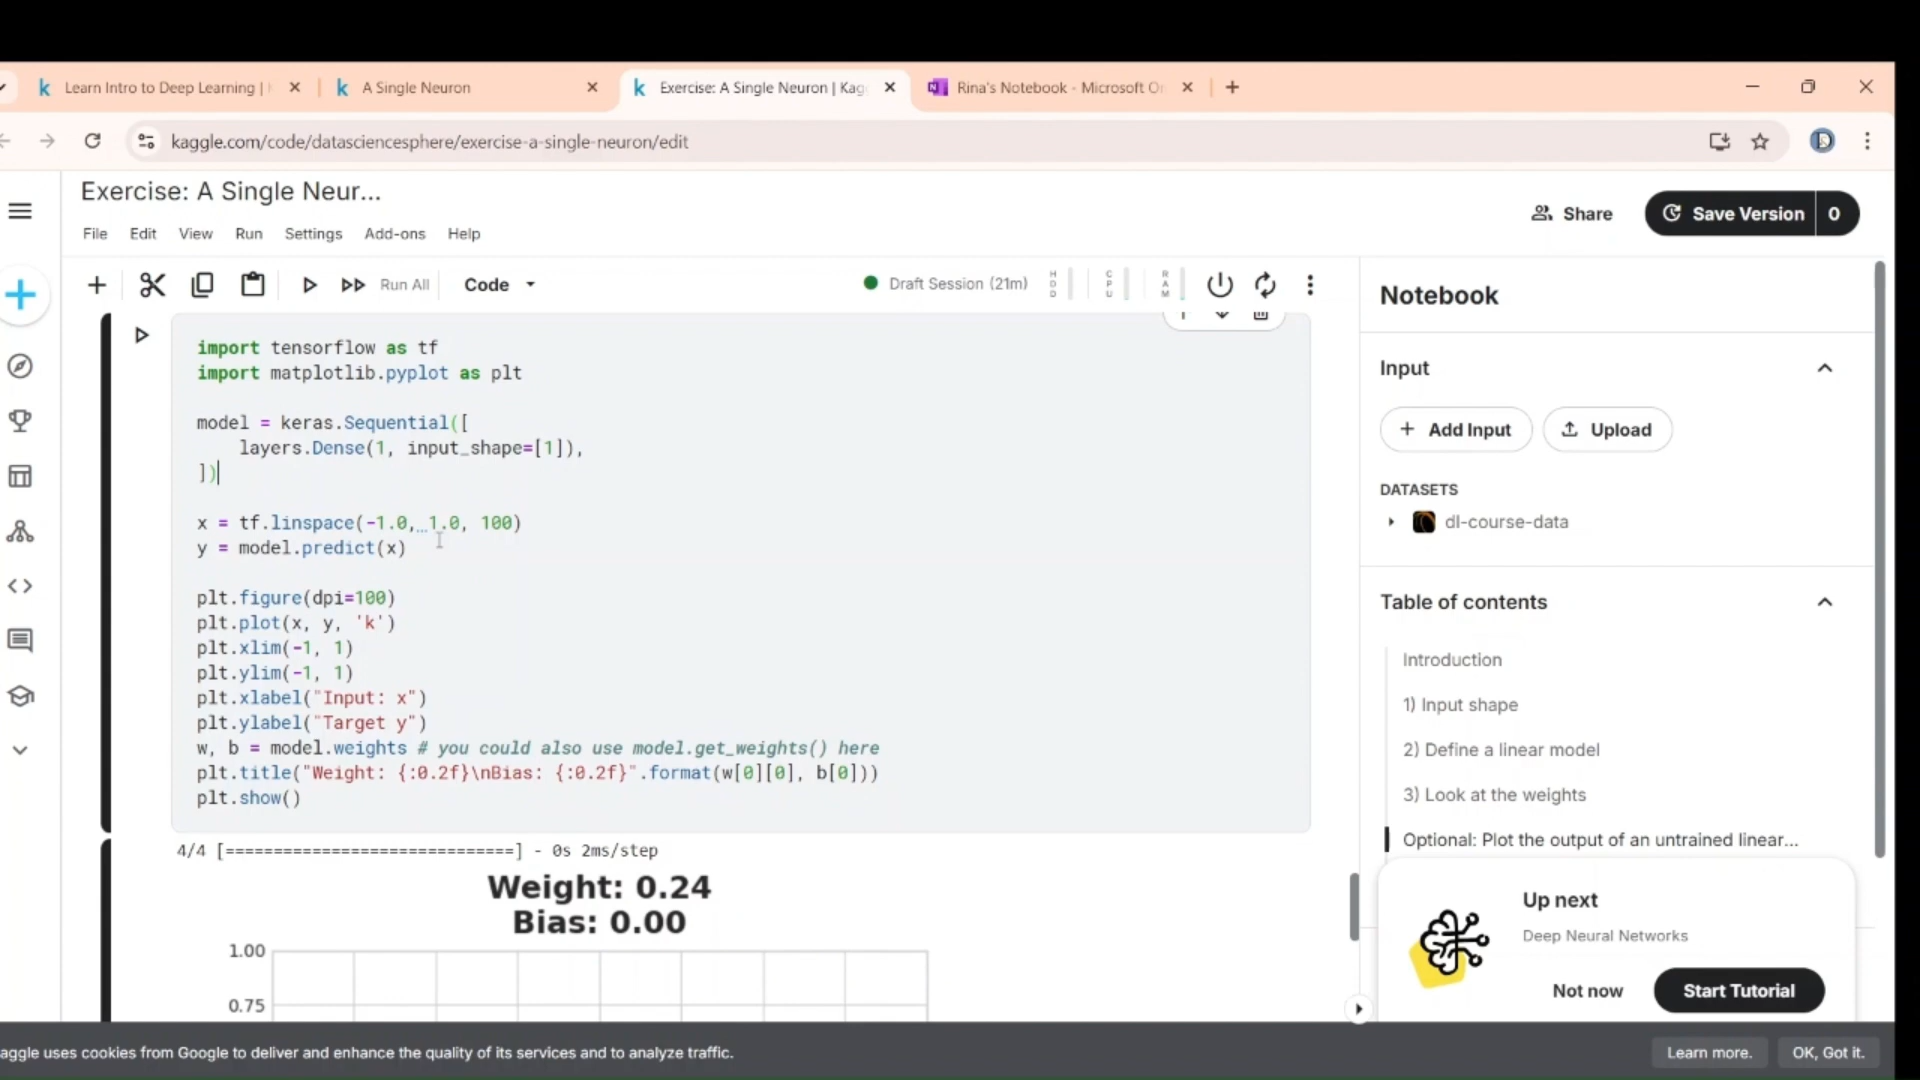 Learn Intro to Deep Learning |
A Single Neuron
Exercise: A Single Neuron | Kag
Rina's Notebook - Microsoft On
kaggle.com/code/datasciencesphere/exercise-a-single-neuron/edit
Exercise: A Single Neur...
File Edit View Run Settings Add-ons Help
Share
Save Version 0
Run All
Code
Draft Session (21m)
HDD
CPU
RAM
import tensorflow as tf
import matplotlib.pyplot as plt
model = keras.Sequential([
layers.Dense(1, input_shape=[1]),
])
x = tf.linspace(-1.0, 1.0, 100)
y = model.predict(x)
plt.figure(dpi=100)
plt.plot(x, y, 'k')
plt.xlim(-1, 1)
plt.ylim(-1, 1)
plt.xlabel("Input: x")
plt.ylabel("Target y")
w, b = model.weights # you could also use model.get_weights() here
plt.title("Weight: {:0.2f}\nBias: {:0.2f}".format(w[0][0], b[0]))
plt.show()
4/4 [==============================] - 0s 2ms/step
Weight: 0.24
Bias: 0.00
1.00
0.75
Notebook
Input
+ Add Input
Upload
DATASETS
dl-course-data
Table of contents
Introduction
1) Input shape
2) Define a linear model
3) Look at the weights
Optional: Plot the output of an untrained linear...
Up next
Deep Neural Networks
Not now
Start Tutorial
aggle uses cookies from Google to deliver and enhance the quality of its services and to analyze traffic.
Learn more.
OK, Got it.